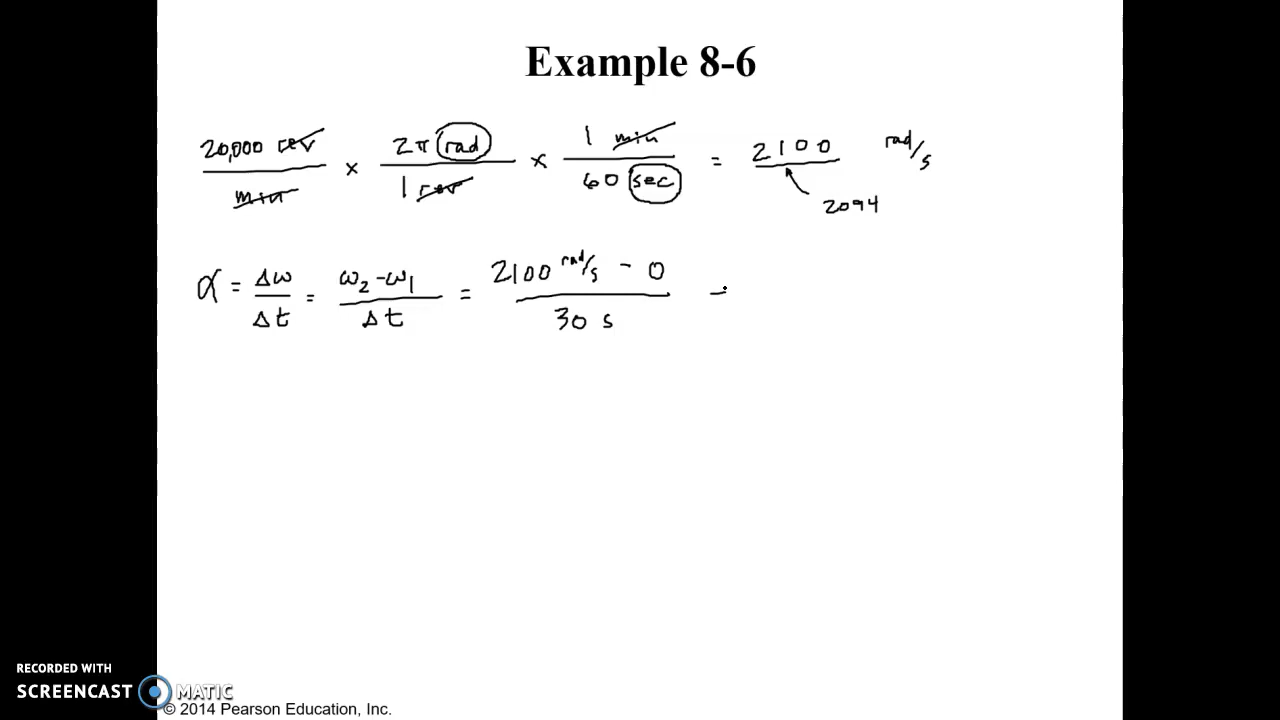 Example 8-6
20,000 rev / min × 2π rad / 1 rev × 1 min / 60 sec = 2100 rad/s
2094
α = Δω / Δt = ω₂ - ω₁ / Δt = 2100 rad/s - 0 / 30 s =
RECORDED WITH
SCREENCAST MATIC
© 2014 Pearson Education, Inc.